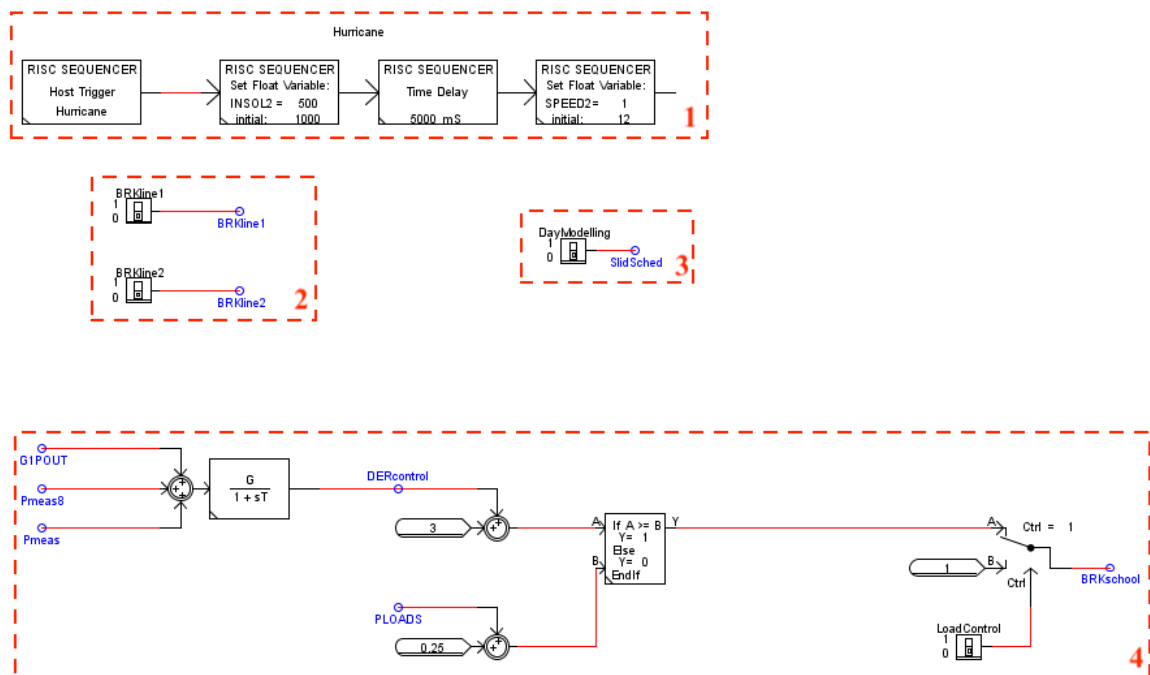 Hurricane
RISC SEQUENCER
Host Trigger
Hurricane
RISC SEQUENCER
Set Float Variable:
INSOL2 = 500
initial: 1000
RISC SEQUENCER
Time Delay
5000 mS
RISC SEQUENCER
Set Float Variable:
SPEED2= 1
initial: 12
1
BRKline1
1
0
BRKline1
BRKline2
1
0
BRKline2
2
DayModelling
1
0
SlidSched
3
G1POUT
Pmeas8
Pmeas
+
+
+
G
1 + sT
DERcontrol
3
+
+
PLOADS
0.25
+
+
A
B
If A >= B
Y= 1
Else
Y= 0
EndIf
Y
A
Ctrl = 1
1
B
Ctrl
BRKschool
LoadControl
1
0
4